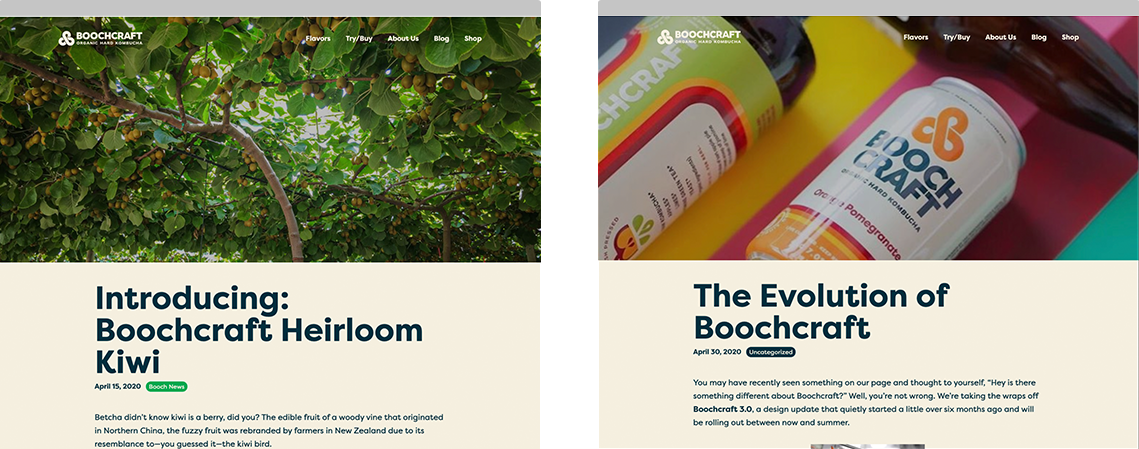 BOOCHCRAFT
ORGANIC HARD KOMBUCHA
Flavors Try/Buy About Us Blog Shop
Introducing:
Boochcraft Heirloom
Kiwi
April 15, 2020 Booch News
Betcha didn't know kiwi is a berry, did you? The edible fruit of a woody vine that originated
in Northern China, the fuzzy fruit was rebranded by farmers in New Zealand due to its
resemblance to—you guessed it—the kiwi bird.
BOOCHCRAFT
ORGANIC HARD KOMBUCHA
Flavors Try/Buy About Us Blog Shop
BOOCH
CRAFT
ORGANIC HARD KOMBUCHA
Orange Pomegranate
The Evolution of
Boochcraft
April 30, 2020 Uncategorized
You may have recently seen something on our page and thought to yourself, “Hey is there
something different about Boochcraft?” Well, you’re not wrong. We’re taking the wraps off
Boochcraft 3.0, a design update that quietly started a little over six months ago and will
be rolling out between now and summer.